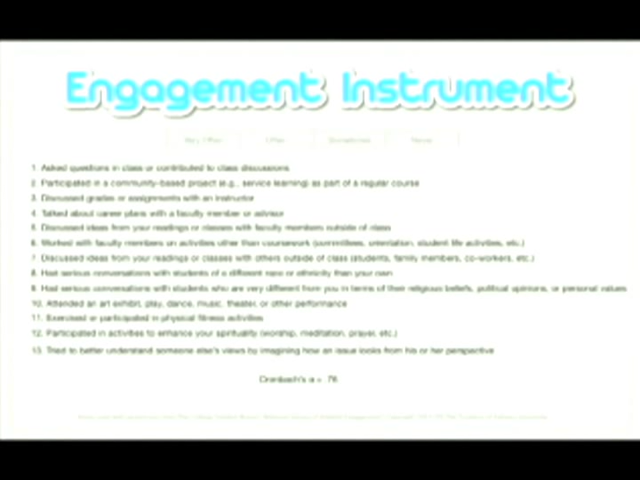 Engagement Instrument
Very Often Often Sometimes Never
1. Asked questions in class or contributed to class discussions
2. Participated in a community-based project (e.g., service learning) as part of a regular course
3. Discussed grades or assignments with an instructor
4. Talked about career plans with a faculty member or advisor
5. Discussed ideas from your readings or classes with faculty members outside of class
6. Worked with faculty members on activities other than coursework (committees, orientation, student life activities, etc.)
7. Discussed ideas from your readings or classes with others outside of class (students, family members, co-workers, etc.)
8. Had serious conversations with students of a different race or ethnicity than your own
9. Had serious conversations with students who are very different from you in terms of their religious beliefs, political opinions, or personal values
10. Attended an art exhibit, play, dance, music, theater, or other performance
11. Exercised or participated in physical fitness activities
12. Participated in activities to enhance your spirituality (worship, meditation, prayer, etc.)
13. Tried to better understand someone else's views by imagining how an issue looks from his or her perspective
Cronbach's α = .76